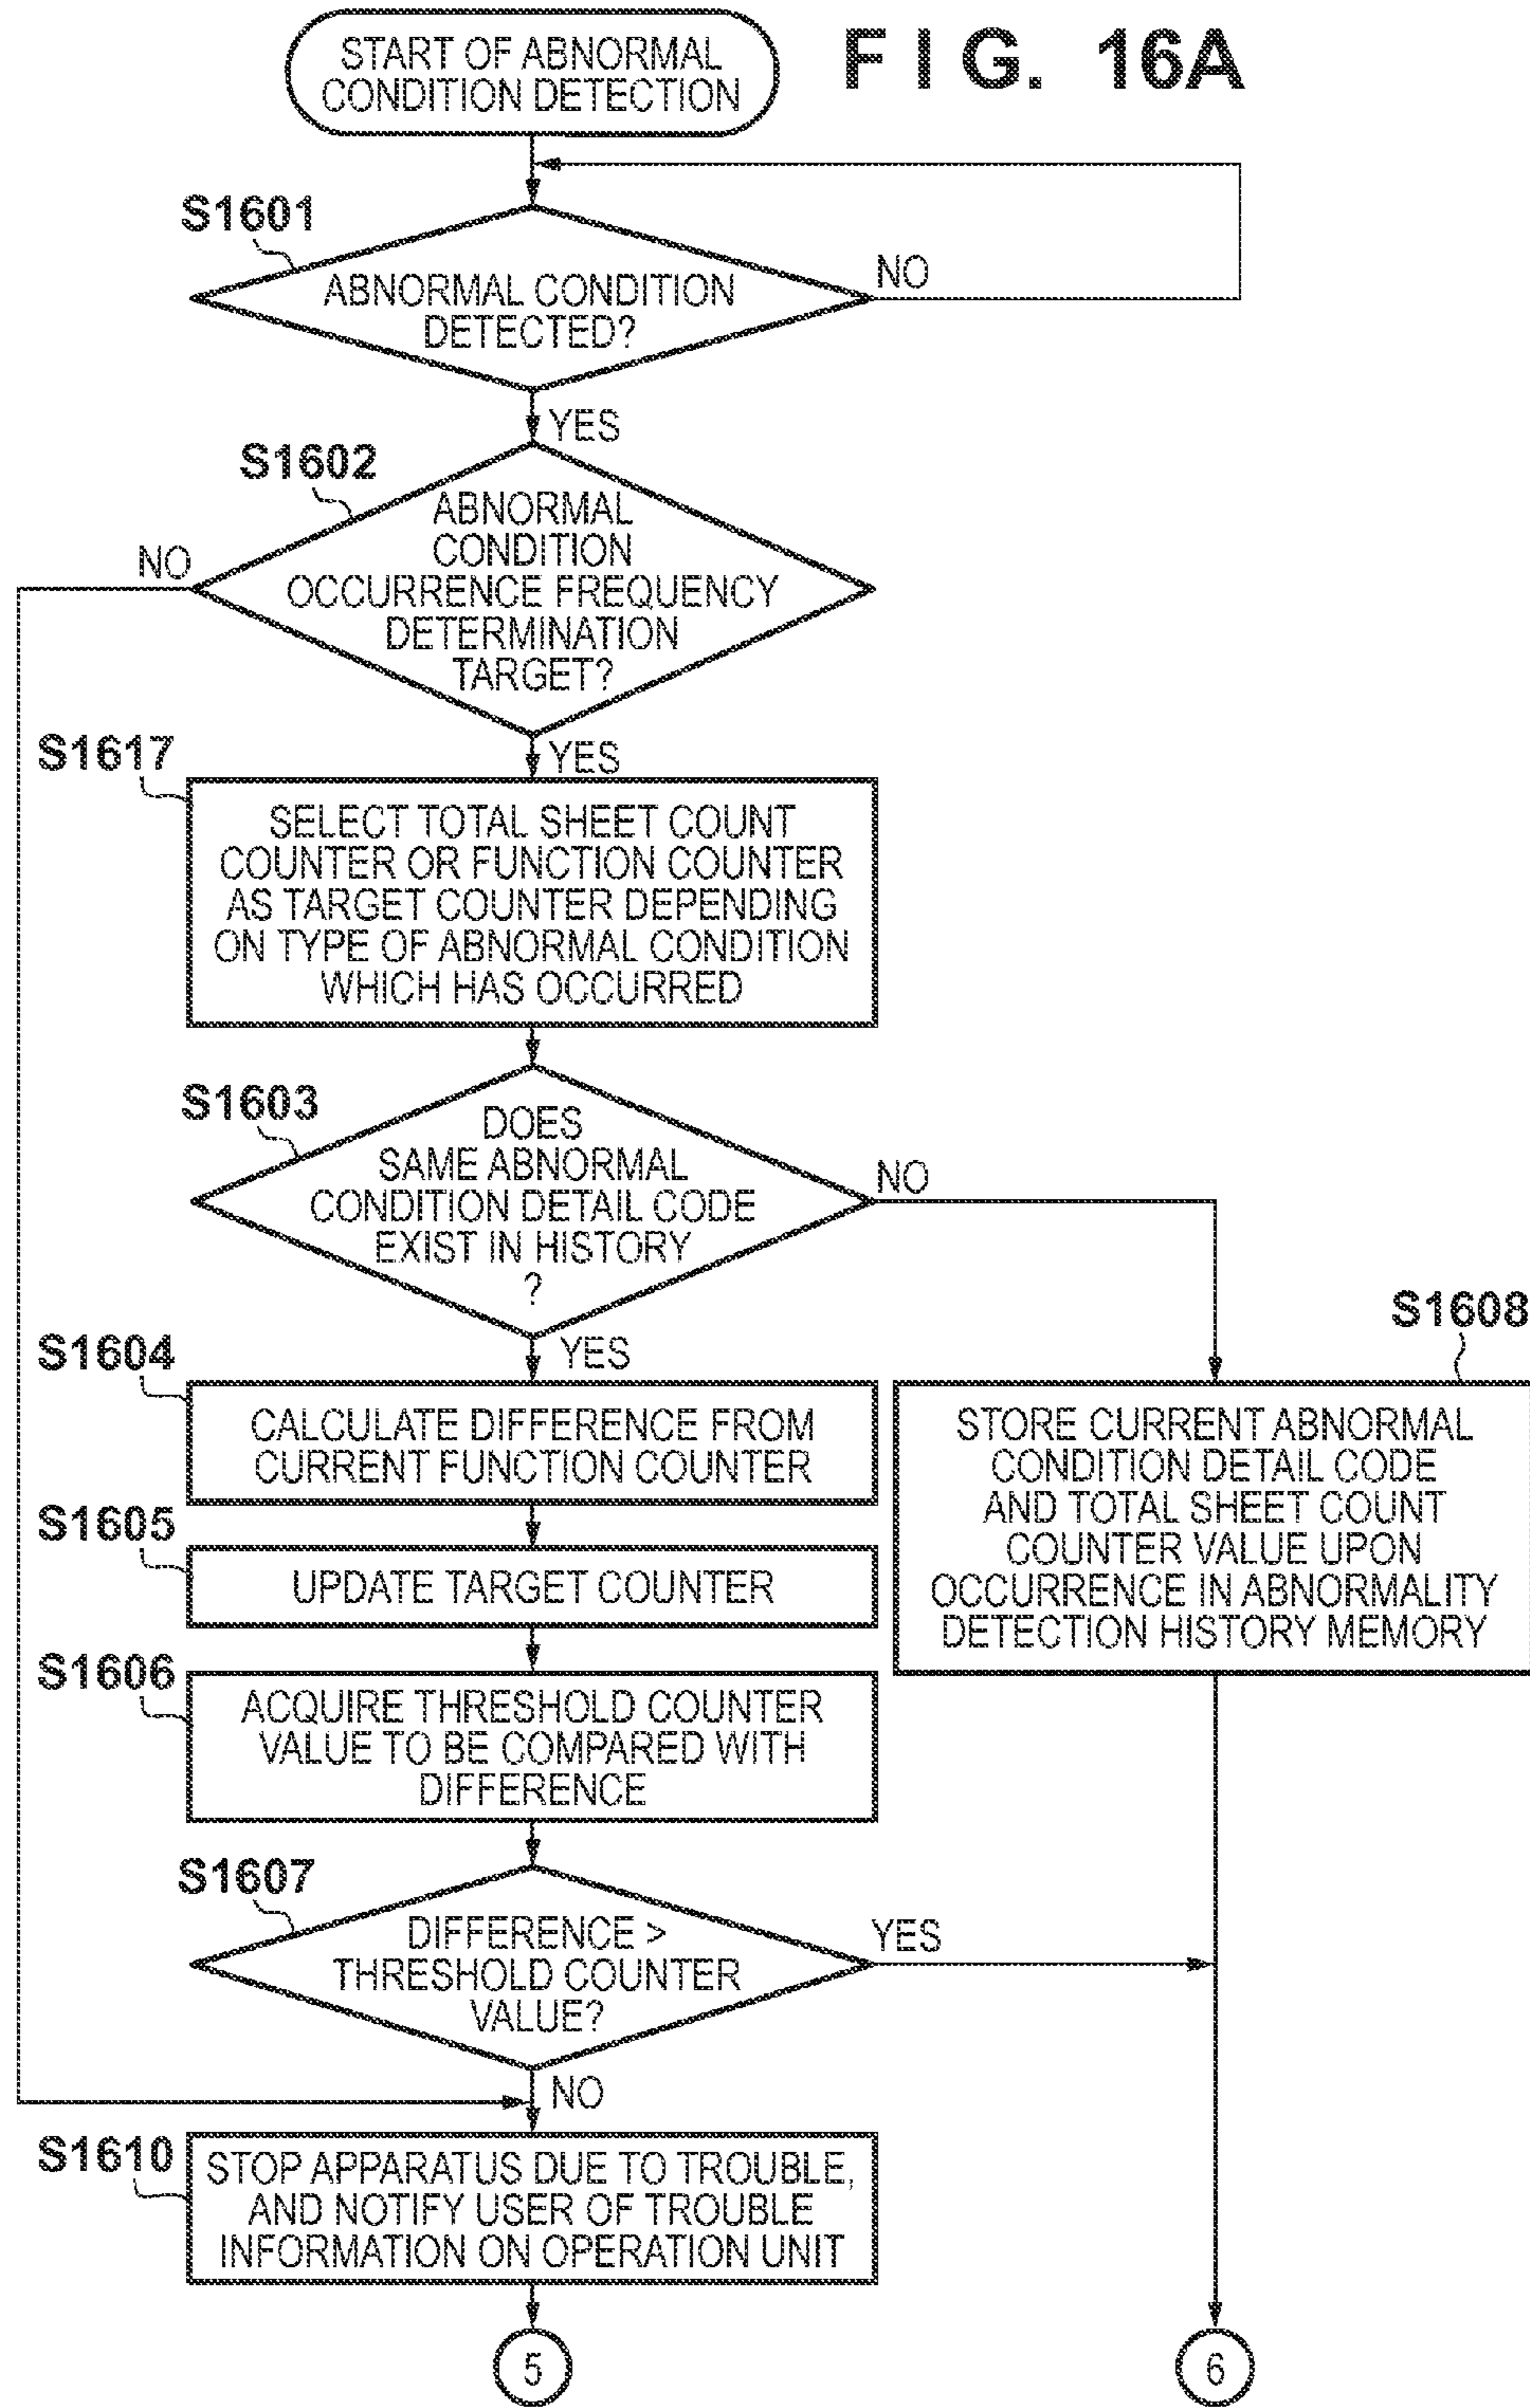 FIG. 16A
START OF ABNORMAL
CONDITION DETECTION
S1601
ABNORMAL CONDITION
DETECTED?
NO
YES
S1602
ABNORMAL
CONDITION
OCCURRENCE FREQUENCY
DETERMINATION
TARGET?
NO
YES
S1617
SELECT TOTAL SHEET COUNT
COUNTER OR FUNCTION COUNTER
AS TARGET COUNTER DEPENDING
ON TYPE OF ABNORMAL CONDITION
WHICH HAS OCCURRED
S1603
DOES
SAME ABNORMAL
CONDITION DETAIL CODE
EXIST IN HISTORY
?
NO
YES
S1608
STORE CURRENT ABNORMAL
CONDITION DETAIL CODE
AND TOTAL SHEET COUNT
COUNTER VALUE UPON
OCCURRENCE IN ABNORMALITY
DETECTION HISTORY MEMORY
S1604
CALCULATE DIFFERENCE FROM
CURRENT FUNCTION COUNTER
S1605
UPDATE TARGET COUNTER
S1606
ACQUIRE THRESHOLD COUNTER
VALUE TO BE COMPARED WITH
DIFFERENCE
S1607
DIFFERENCE >
THRESHOLD COUNTER
VALUE?
YES
NO
S1610
STOP APPARATUS DUE TO TROUBLE,
AND NOTIFY USER OF TROUBLE
INFORMATION ON OPERATION UNIT
5
6